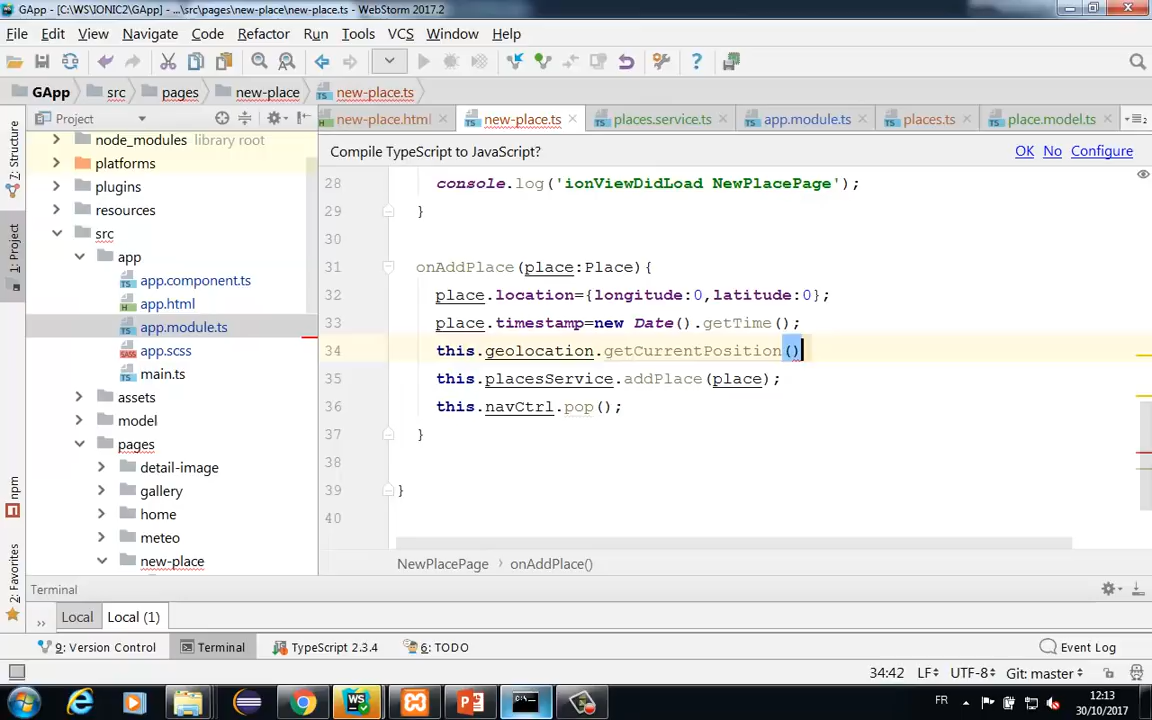 GApp - [C:\WS\IONIC2\GApp] - ...\src\pages\new-place\new-place.ts - WebStorm 2017.2
File Edit View Navigate Code Refactor Run Tools VCS Window Help
GApp src pages new-place new-place.ts
Project new-place.html new-place.ts places.service.ts app.module.ts places.ts place.model.ts
Compile TypeScript to JavaScript? OK No Configure
node_modules library root
platforms
plugins
resources
src
app
app.component.ts
app.html
app.module.ts
app.scss
main.ts
assets
model
pages
detail-image
gallery
home
meteo
new-place
28 console.log('ionViewDidLoad NewPlacePage');
29 }
30
31 onAddPlace(place:Place){
32 place.location={longitude:0,latitude:0};
33 place.timestamp=new Date().getTime();
34 this.geolocation.getCurrentPosition()
35 this.placesService.addPlace(place);
36 this.navCtrl.pop();
37 }
38
39 }
40
NewPlacePage › onAddPlace()
7: Structure
1: Project
npm
2: Favorites
Terminal
Local Local (1)
9: Version Control Terminal TypeScript 2.3.4 6: TODO Event Log
34:42 LF UTF-8 Git: master
FR 12:13
30/10/2017